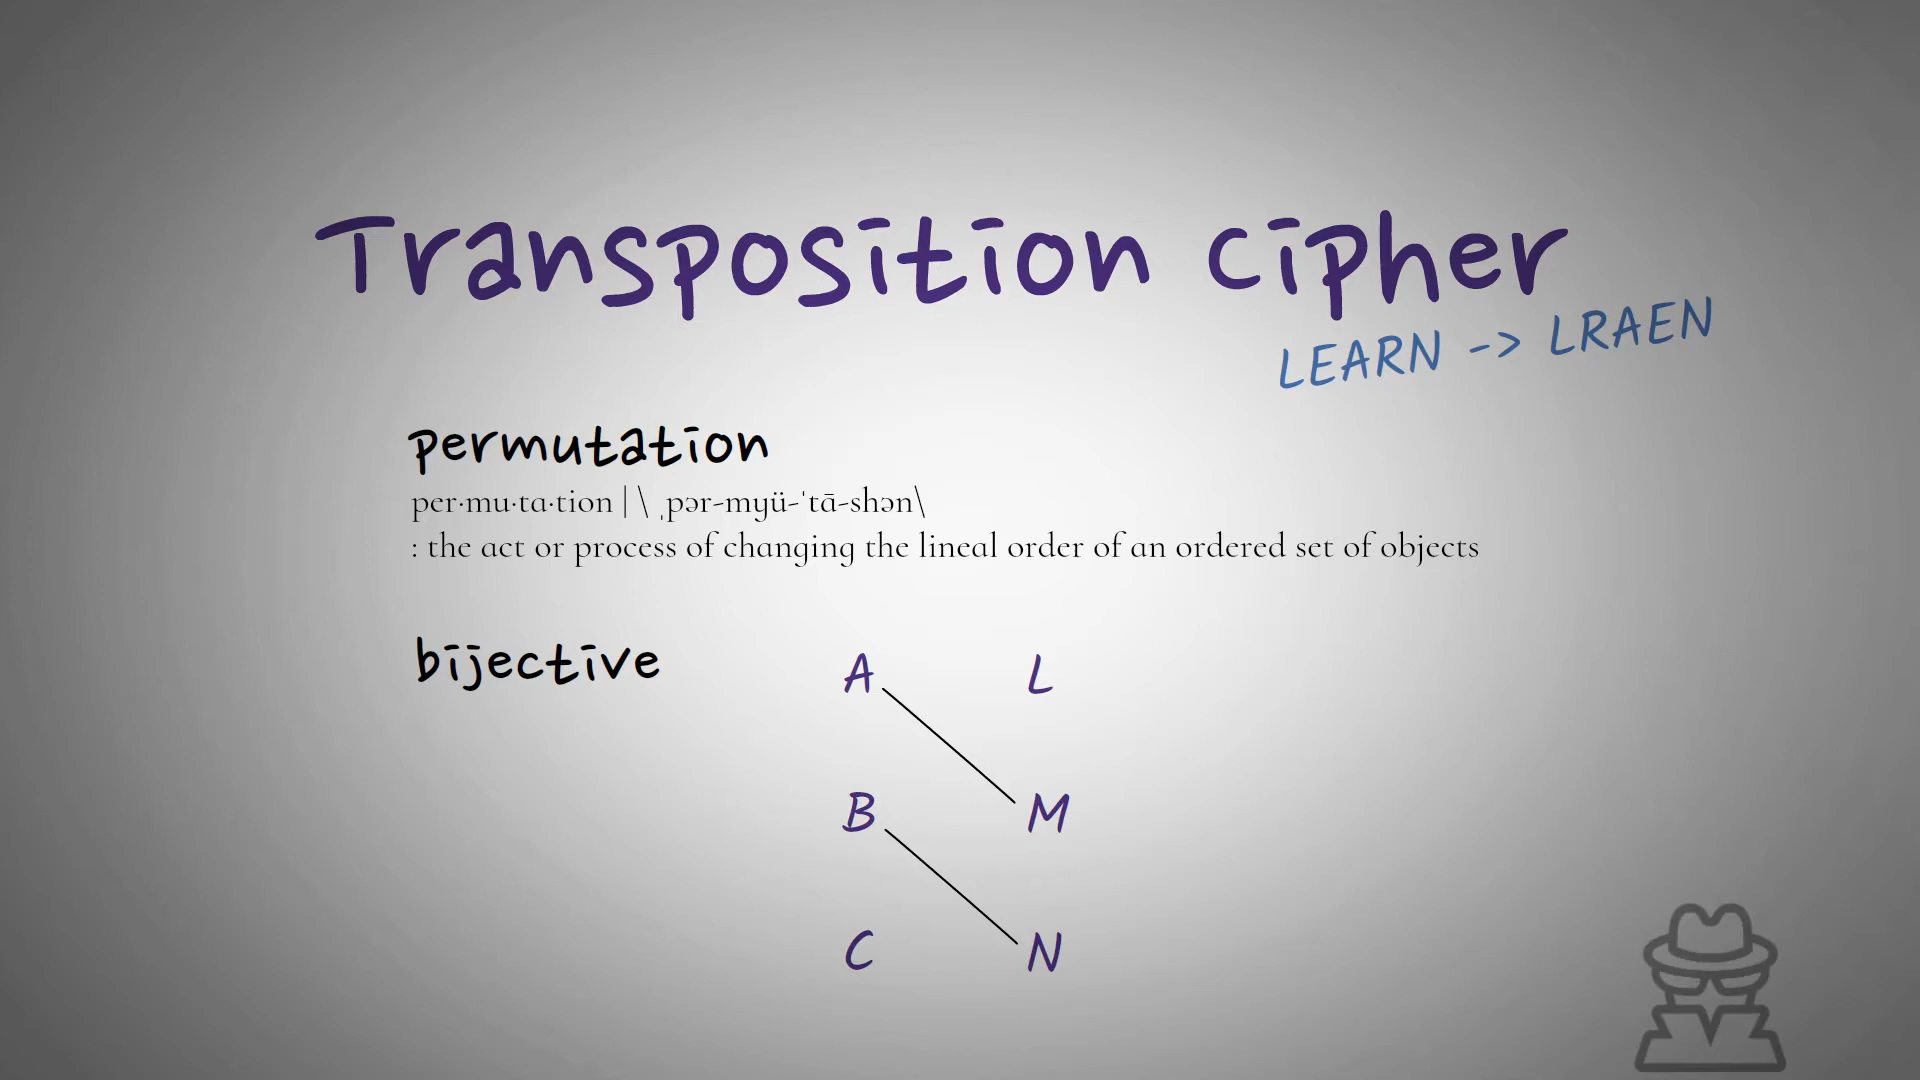 Transposition cipher
LEARN -> LRAEN
permutation
per·mu·ta·tion | \ ˌpər-myü-ˈtā-shən\
: the act or process of changing the lineal order of an ordered set of objects
bijective
A L
B M
C N